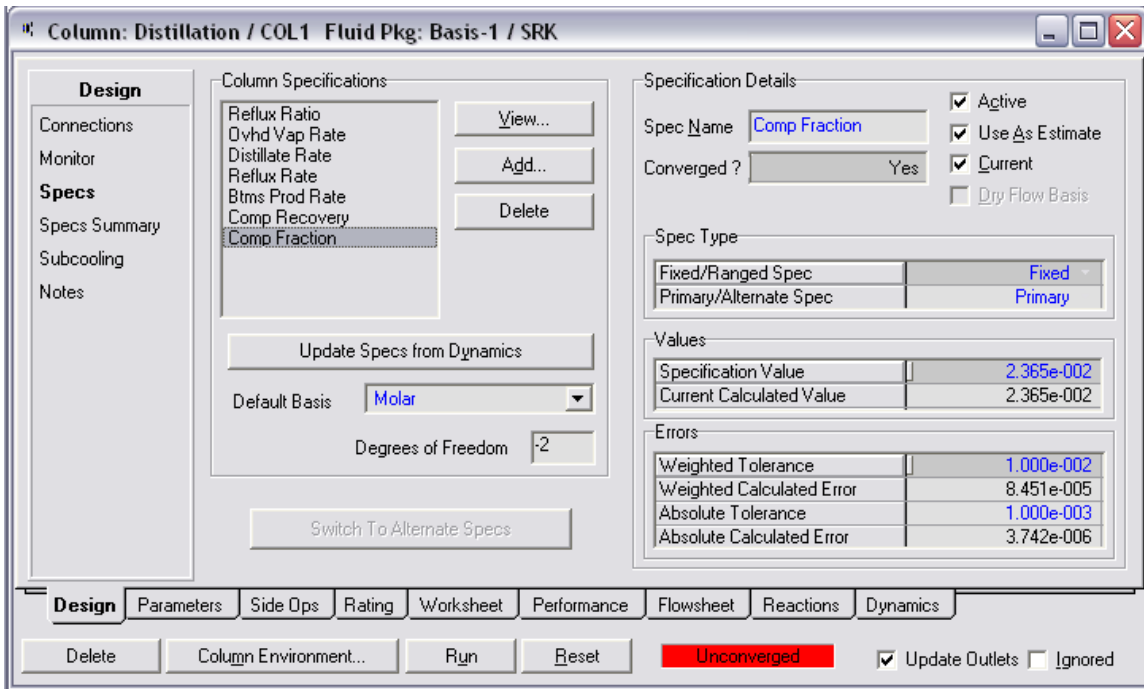 Column: Distillation / COL1 Fluid Pkg: Basis-1 / SRK
Design
Connections
Monitor
Specs
Specs Summary
Subcooling
Notes
Column Specifications
Reflux Ratio
Ovhd Vap Rate
Distillate Rate
Reflux Rate
Btms Prod Rate
Comp Recovery
Comp Fraction
View...
Add...
Delete
Update Specs from Dynamics
Default Basis Molar
Degrees of Freedom -2
Switch To Alternate Specs
Specification Details
Spec Name Comp Fraction
Converged ? Yes
Active
Use As Estimate
Current
Dry Flow Basis
Spec Type
Fixed/Ranged Spec Fixed
Primary/Alternate Spec Primary
Values
Specification Value 2.365e-002
Current Calculated Value 2.365e-002
Errors
Weighted Tolerance 1.000e-002
Weighted Calculated Error 8.451e-005
Absolute Tolerance 1.000e-003
Absolute Calculated Error 3.742e-006
Design Parameters Side Ops Rating Worksheet Performance Flowsheet Reactions Dynamics
Delete Column Environment... Run Reset Unconverged Update Outlets Ignored